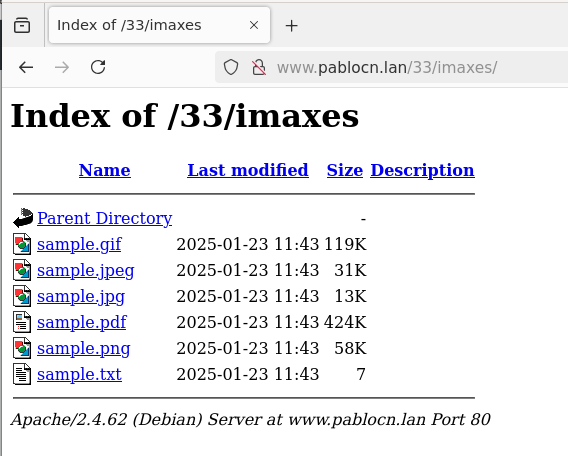 Index of /33/imaxes
www.pablocn.lan/33/imaxes/
Index of /33/imaxes
Name Last modified Size Description
Parent Directory -
sample.gif 2025-01-23 11:43 119K
sample.jpeg 2025-01-23 11:43 31K
sample.jpg 2025-01-23 11:43 13K
sample.pdf 2025-01-23 11:43 424K
sample.png 2025-01-23 11:43 58K
sample.txt 2025-01-23 11:43 7
Apache/2.4.62 (Debian) Server at www.pablocn.lan Port 80